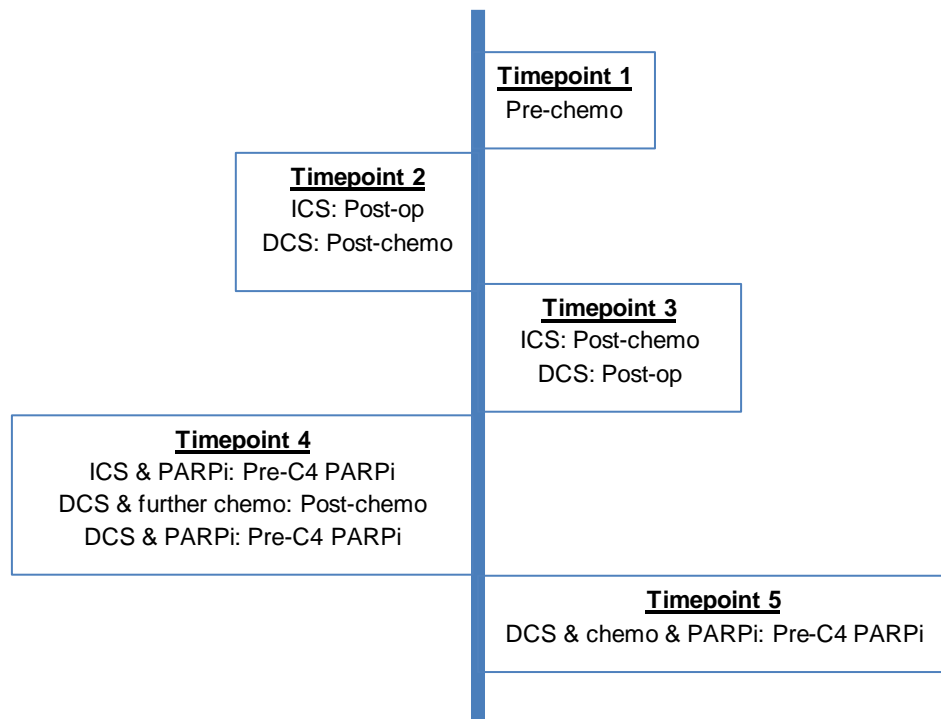 Timepoint 1
Pre-chemo
Timepoint 2
ICS: Post-op
DCS: Post-chemo
Timepoint 3
ICS: Post-chemo
DCS: Post-op
Timepoint 4
ICS & PARPi: Pre-C4 PARPi
DCS & further chemo: Post-chemo
DCS & PARPi: Pre-C4 PARPi
Timepoint 5
DCS & chemo & PARPi: Pre-C4 PARPi